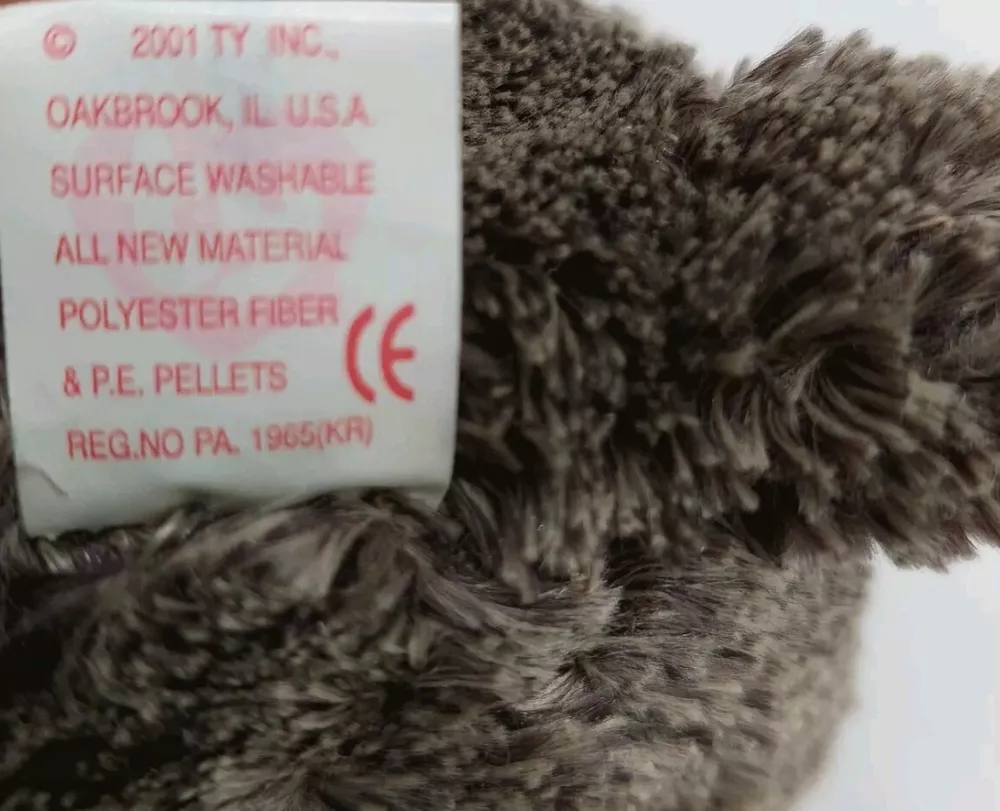 © 2001 TY INC.,
OAKBROOK, IL. U.S.A.
SURFACE WASHABLE
ALL NEW MATERIAL
POLYESTER FIBER
& P.E. PELLETS CE
REG.NO PA. 1965(KR)